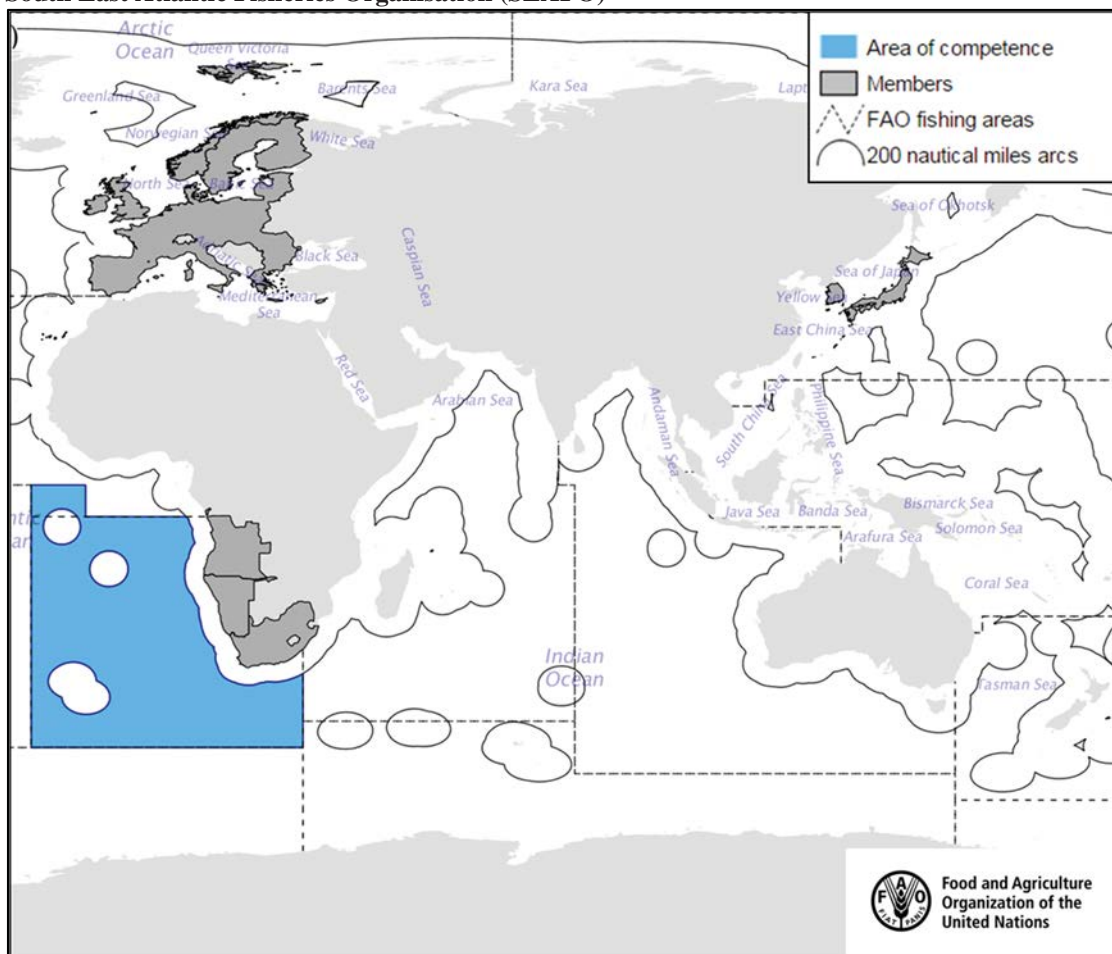 South East Atlantic Fisheries Organisation (SEAFO)
Arctic
Ocean
Queen Victoria
Area of competence
Members
FAO fishing areas
200 nautical miles arcs
Greenland Sea
Barents Sea
Kara Sea
Norwegian Sea
White Sea
North Sea
Baltic Sea
Sea of Okhotsk
Adriatic Sea
Black Sea
Caspian Sea
Sea of Japan
Mediterranean
Sea
Yellow Sea
East China Sea
Red Sea
Arabian Sea
Andaman Sea
South China Sea
Philippine Sea
Java Sea
Banda Sea
Bismarck Sea
Solomon Sea
Arafura Sea
Coral Sea
Indian
Ocean
Tasman Sea
FAO
FIAT PANIS
Food and Agriculture
Organization of the
United Nations